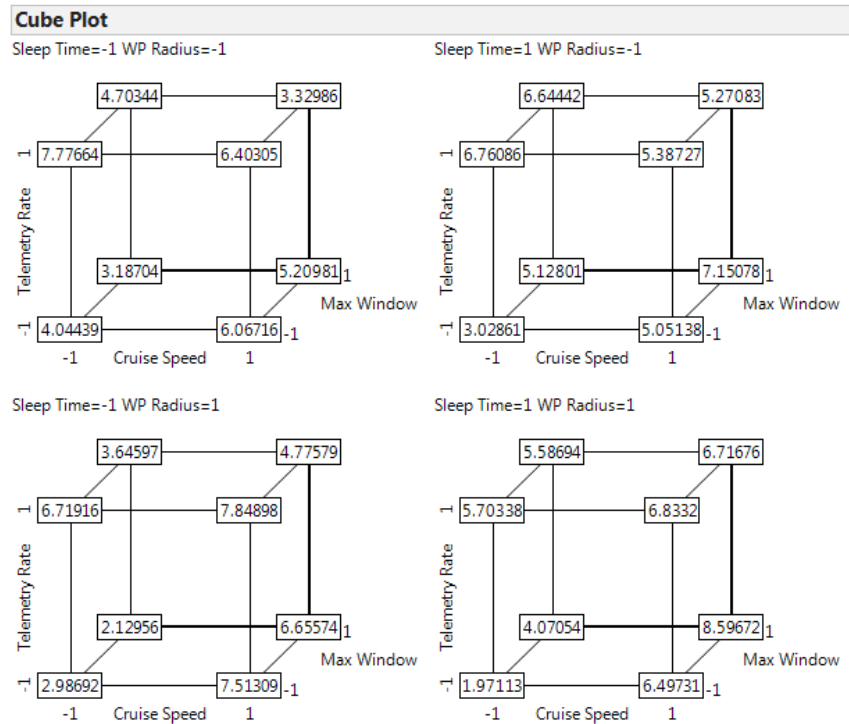 Cube Plot
Sleep Time=-1 WP Radius=-1
Sleep Time=1 WP Radius=-1
4.70344 3.32986
7.77664 6.40305
3.18704 5.20981
4.04439 6.06716
1
-1
Telemetry Rate
1
-1
Max Window
-1 Cruise Speed 1
6.64442 5.27083
6.76086 5.38727
5.12801 7.15078
3.02861 5.05138
1
-1
Telemetry Rate
1
-1
Max Window
-1 Cruise Speed 1
Sleep Time=-1 WP Radius=1
Sleep Time=1 WP Radius=1
3.64597 4.77579
6.71916 7.84898
2.12956 6.65574
2.98692 7.51309
1
-1
Telemetry Rate
1
-1
Max Window
-1 Cruise Speed 1
5.58694 6.71676
5.70338 6.8332
4.07054 8.59672
1.97113 6.49731
1
-1
Telemetry Rate
1
-1
Max Window
-1 Cruise Speed 1